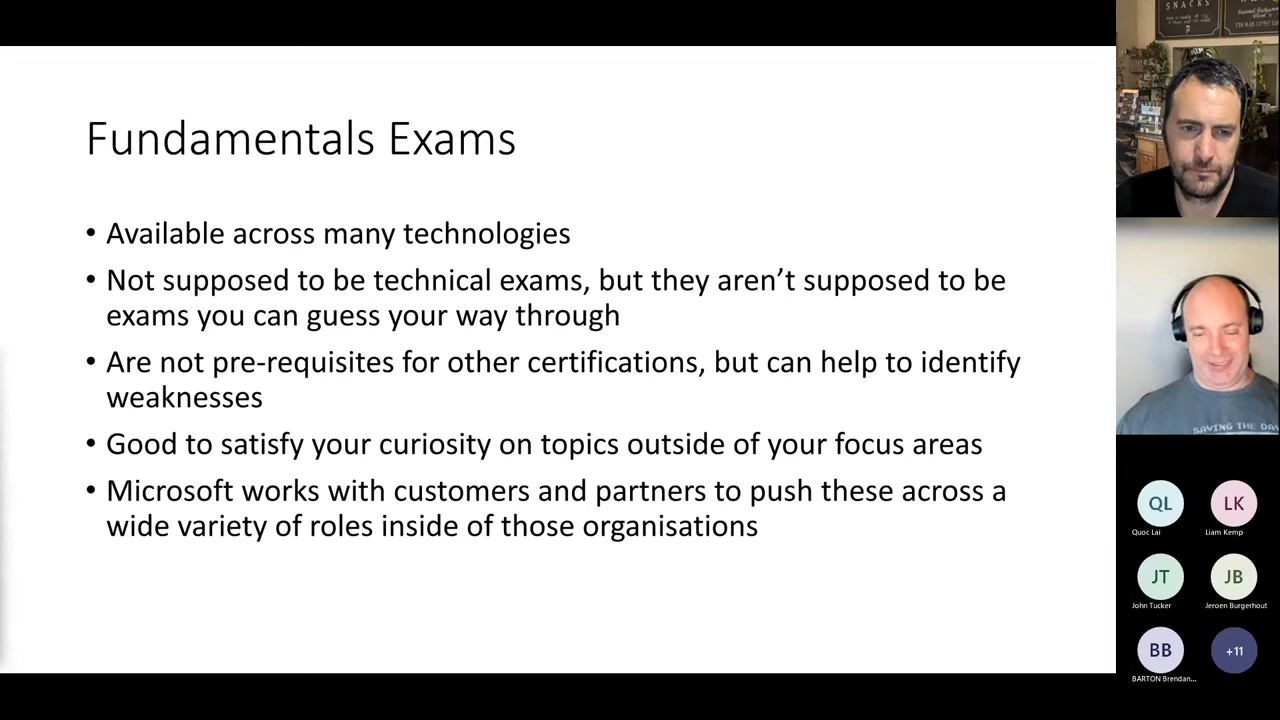 Fundamentals Exams
• Available across many technologies
• Not supposed to be technical exams, but they aren’t supposed to be
exams you can guess your way through
• Are not pre-requisites for other certifications, but can help to identify
weaknesses
• Good to satisfy your curiosity on topics outside of your focus areas
• Microsoft works with customers and partners to push these across a
wide variety of roles inside of those organisations
SNACKS
SAVING THE DAY
QL
LK
Quoc Lai
Liam Kemp
JT
JB
John Tucker
Jeroen Burgerhout
BB
+11
BARTON Brendan...